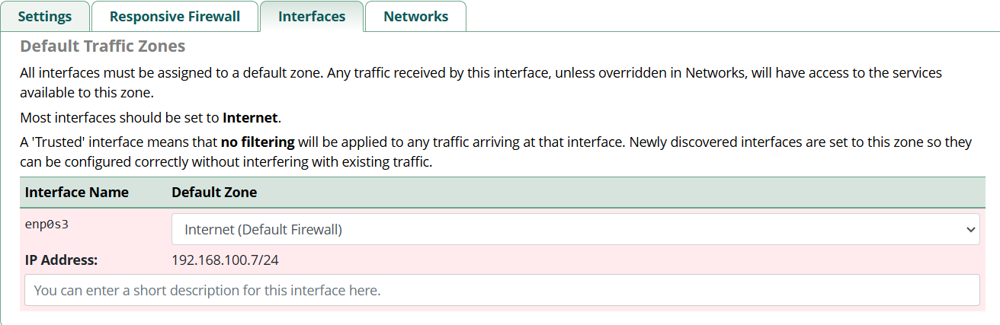 Settings
Responsive Firewall
Interfaces
Networks
Default Traffic Zones
All interfaces must be assigned to a default zone. Any traffic received by this interface, unless overridden in Networks, will have access to the services
available to this zone.
Most interfaces should be set to Internet.
A 'Trusted' interface means that no filtering will be applied to any traffic arriving at that interface. Newly discovered interfaces are set to this zone so they
can be configured correctly without interfering with existing traffic.
Interface Name Default Zone
enp0s3 Internet (Default Firewall)
IP Address: 192.168.100.7/24
You can enter a short description for this interface here.